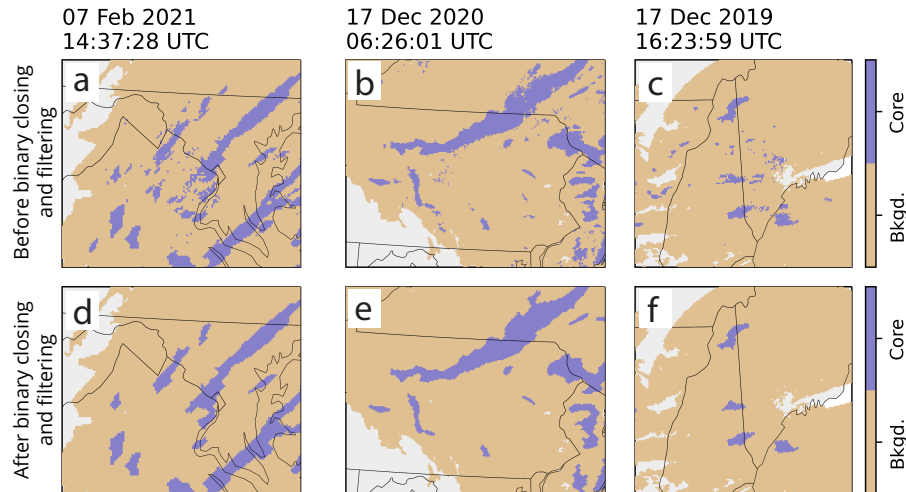 07 Feb 2021
14:37:28 UTC
17 Dec 2020
06:26:01 UTC
17 Dec 2019
16:23:59 UTC
Before binary closing
and filtering
a
b
c
Core
Bkgd.
After binary closing
and filtering
d
e
f
Core
Bkgd.